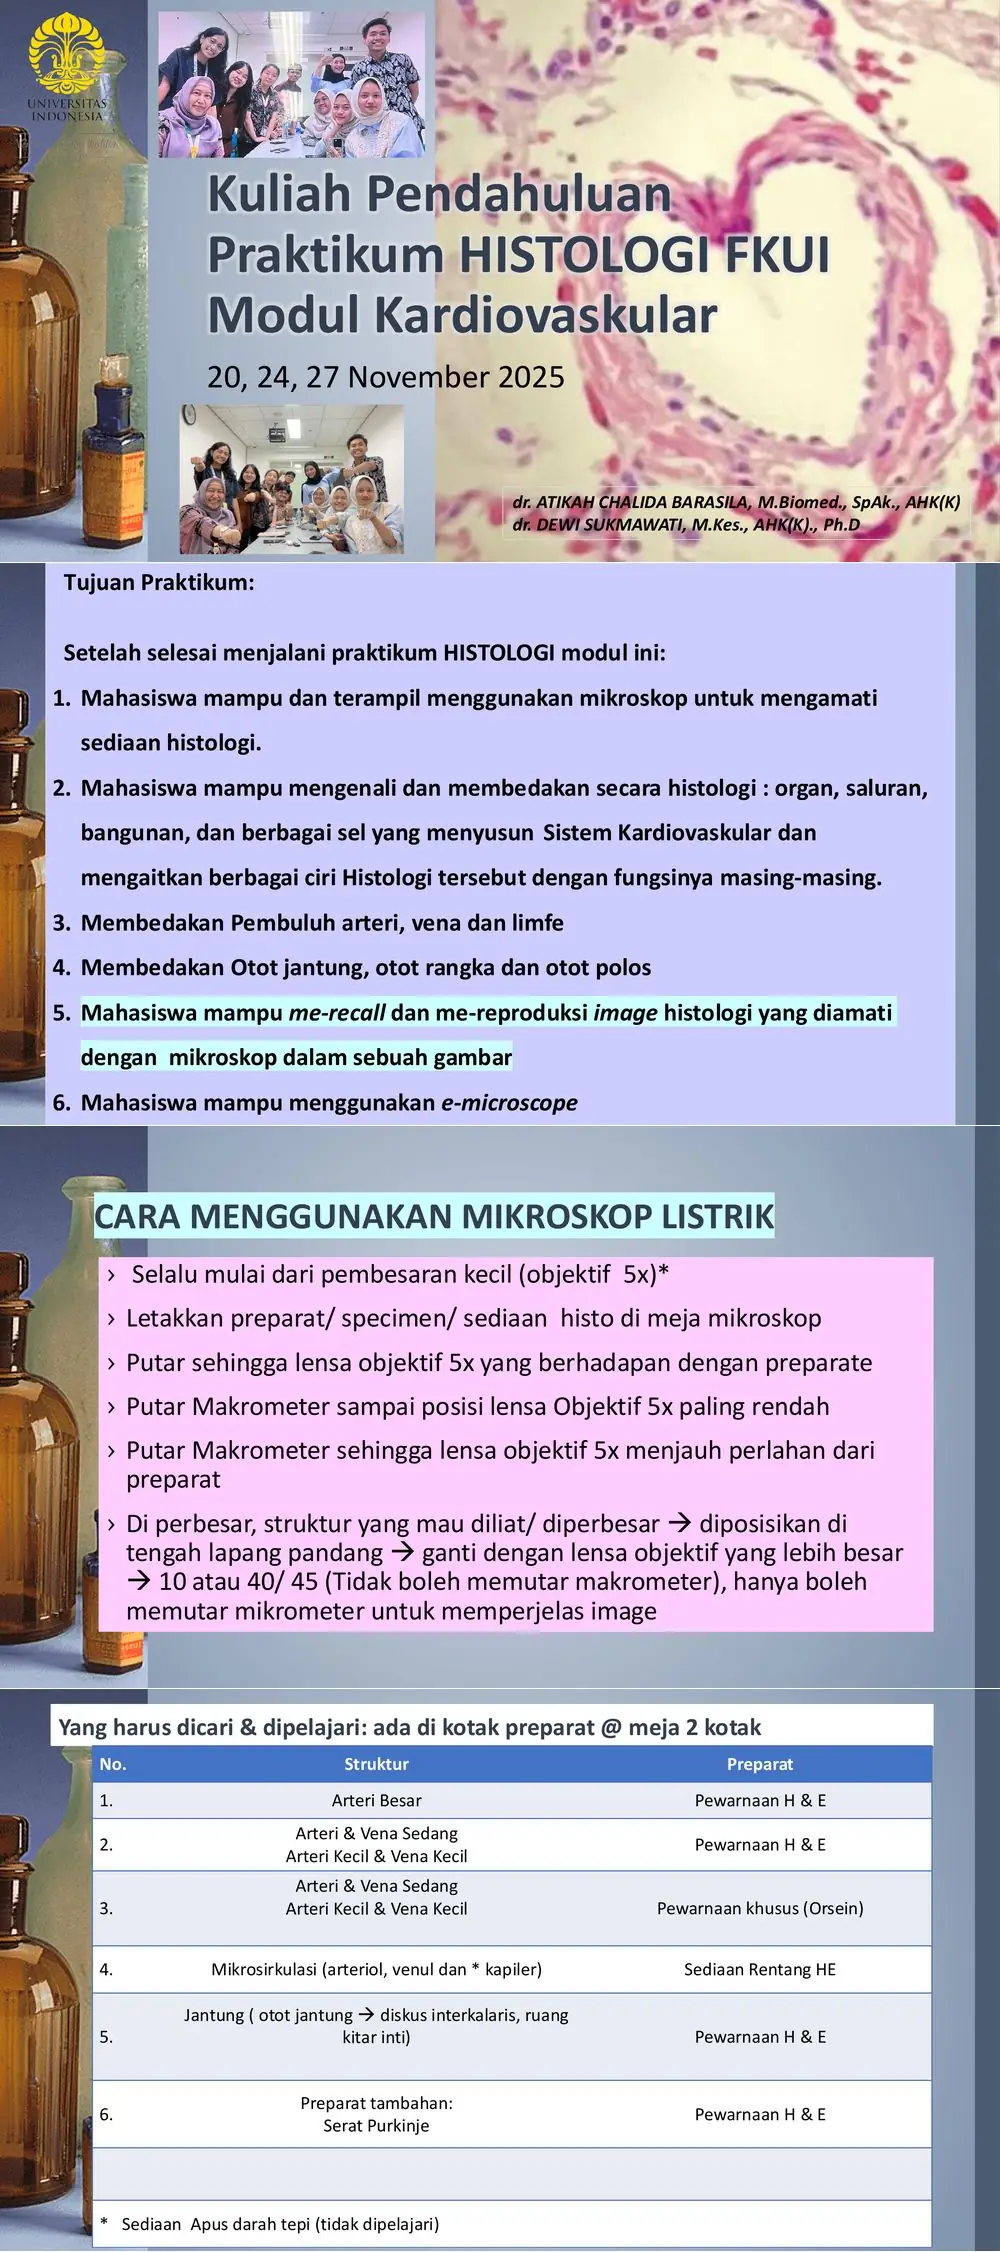 UNIVERSITAS
INDONESIA
Kuliah Pendahuluan
Praktikum HISTOLOGI FKUI
Modul Kardiovaskular
20, 24, 27 November 2025
dr. ATIKAH CHALIDA BARASILA, M.Biomed., SpAk., AHK(K)
dr. DEWI SUKMAWATI, M.Kes., AHK(K)., Ph.D
Tujuan Praktikum:
Setelah selesai menjalani praktikum HISTOLOGI modul ini:
1. Mahasiswa mampu dan terampil menggunakan mikroskop untuk mengamati
sediaan histologi.
2. Mahasiswa mampu mengenali dan membedakan secara histologi : organ, saluran,
bangunan, dan berbagai sel yang menyusun Sistem Kardiovaskular dan
mengaitkan berbagai ciri Histologi tersebut dengan fungsinya masing-masing.
3. Membedakan Pembuluh arteri, vena dan limfe
4. Membedakan Otot jantung, otot rangka dan otot polos
5. Mahasiswa mampu me-recall dan me-reproduksi image histologi yang diamati
dengan mikroskop dalam sebuah gambar
6. Mahasiswa mampu menggunakan e-microscope
CARA MENGGUNAKAN MIKROSKOP LISTRIK
› Selalu mulai dari pembesaran kecil (objektif 5x)*
› Letakkan preparat/ specimen/ sediaan histo di meja mikroskop
› Putar sehingga lensa objektif 5x yang berhadapan dengan preparate
› Putar Makrometer sampai posisi lensa Objektif 5x paling rendah
› Putar Makrometer sehingga lensa objektif 5x menjauh perlahan dari
preparat
› Di perbesar, struktur yang mau diliat/ diperbesar → diposisikan di
tengah lapang pandang → ganti dengan lensa objektif yang lebih besar
→ 10 atau 40/ 45 (Tidak boleh memutar makrometer), hanya boleh
memutar mikrometer untuk memperjelas image
Yang harus dicari & dipelajari: ada di kotak preparat @ meja 2 kotak
No. Struktur Preparat
1. Arteri Besar Pewarnaan H & E
2. Arteri & Vena Sedang
Arteri Kecil & Vena Kecil Pewarnaan H & E
3. Arteri & Vena Sedang
Arteri Kecil & Vena Kecil Pewarnaan khusus (Orsein)
4. Mikrosirkulasi (arteriol, venul dan * kapiler) Sediaan Rentang HE
5. Jantung ( otot jantung → diskus interkalaris, ruang
kitar inti) Pewarnaan H & E
6. Preparat tambahan:
Serat Purkinje Pewarnaan H & E
* Sediaan Apus darah tepi (tidak dipelajari)